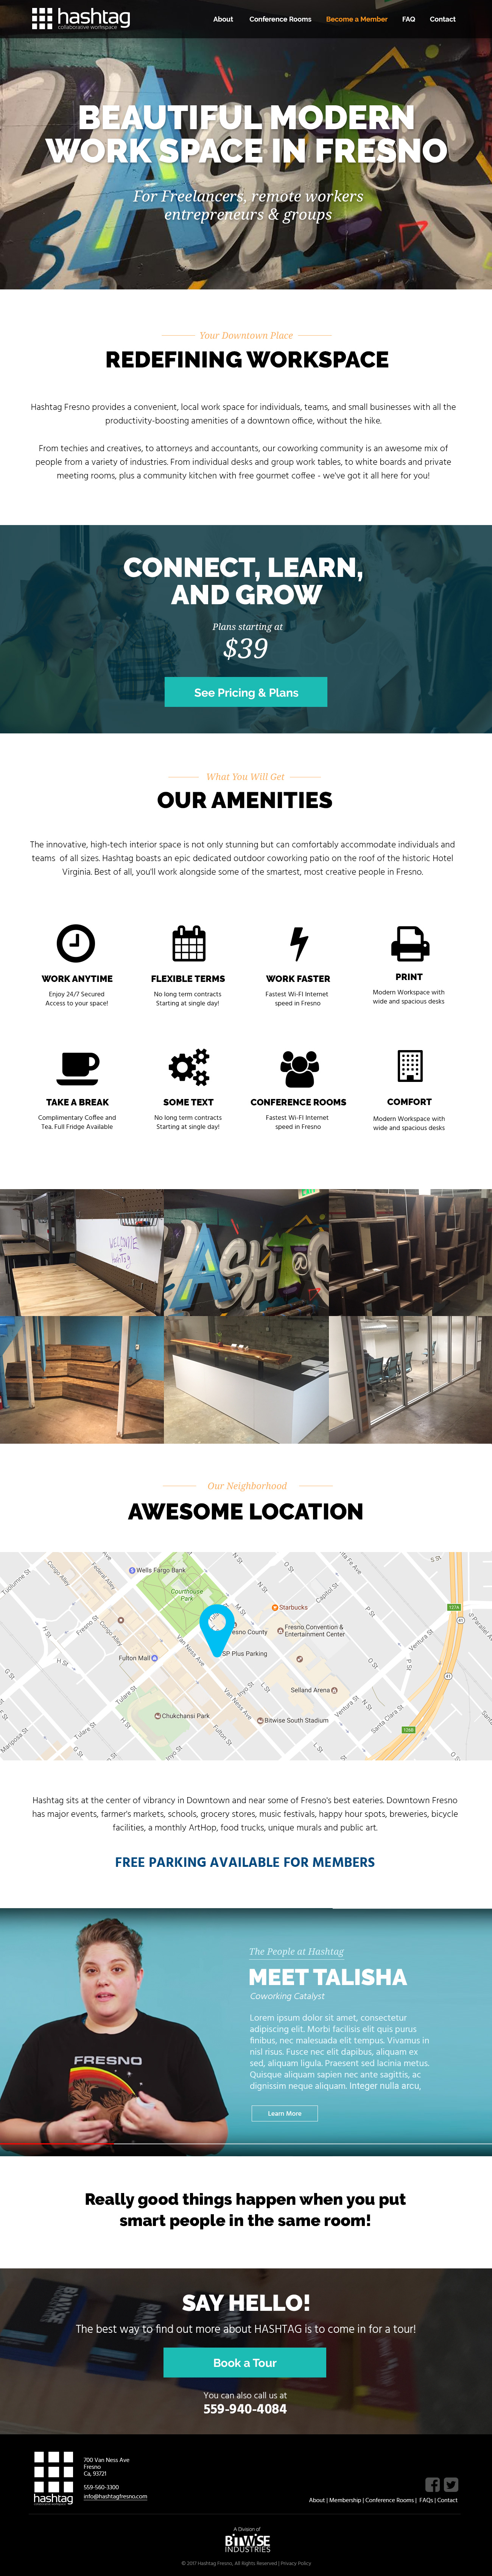 hashtag
collaborative workspace
About Conference Rooms Become a Member FAQ Contact
BEAUTIFUL MODERN
WORK SPACE IN FRESNO
For Freelancers, remote workers
entrepreneurs & groups
Your Downtown Place
REDEFINING WORKSPACE
Hashtag Fresno provides a convenient, local work space for individuals, teams, and small businesses with all the
productivity-boosting amenities of a downtown office, without the hike.
From techies and creatives, to attorneys and accountants, our coworking community is an awesome mix of
people from a variety of industries. From individual desks and group work tables, to white boards and private
meeting rooms, plus a community kitchen with free gourmet coffee - we've got it all here for you!
CONNECT, LEARN,
AND GROW
Plans starting at
$39
See Pricing & Plans
What You Will Get
OUR AMENITIES
The innovative, high-tech interior space is not only stunning but can comfortably accommodate individuals and
teams of all sizes. Hashtag boasts an epic dedicated outdoor coworking patio on the roof of the historic Hotel
Virginia. Best of all, you'll work alongside some of the smartest, most creative people in Fresno.
WORK ANYTIME
Enjoy 24/7 Secured
Access to your space!
FLEXIBLE TERMS
No long term contracts
Starting at single day!
WORK FASTER
Fastest Wi-FI Internet
speed in Fresno
PRINT
Modern Workspace with
wide and spacious desks
TAKE A BREAK
Complimentary Coffee and
Tea. Full Fridge Available
SOME TEXT
No long term contracts
Starting at single day!
CONFERENCE ROOMS
Fastest Wi-FI Internet
speed in Fresno
COMFORT
Modern Workspace with
wide and spacious desks
WELCOME
to
hashtag
Our Neighborhood
AWESOME LOCATION
Wells Fargo Bank
Courthouse
Park
Starbucks
Fresno Convention &
Entertainment Center
esno County
SP Plus Parking
Fulton Mall
Selland Arena
Chukchansi Park
Bitwise South Stadium
Tuolumne St
Congo Alley
Federal Alley
Fresno St
Van Ness Ave
Tulare St
Fulton St
Inyo St
Mariposa St
Capitol St
Ventura St
Santa Clara St
Santa Fe Ave
S Parallel Ave
H St
G St
L St
M St
N St
O St
S St
41
127A
126B
Hashtag sits at the center of vibrancy in Downtown and near some of Fresno's best eateries. Downtown Fresno
has major events, farmer's markets, schools, grocery stores, music festivals, happy hour spots, breweries, bicycle
facilities, a monthly ArtHop, food trucks, unique murals and public art.
FREE PARKING AVAILABLE FOR MEMBERS
FRESNO
The People at Hashtag
MEET TALISHA
Coworking Catalyst
Lorem ipsum dolor sit amet, consectetur
adipiscing elit. Morbi facilisis elit quis purus
finibus, nec malesuada elit tempus. Vivamus in
nisl risus. Fusce nec elit dapibus, aliquam ex
sed, aliquam ligula. Praesent sed lacinia metus.
Quisque aliquam sapien nec ante sagittis, ac
dignissim neque aliquam. Integer nulla arcu,
Learn More
Really good things happen when you put
smart people in the same room!
SAY HELLO!
The best way to find out more about HASHTAG is to come in for a tour!
Book a Tour
You can also call us at
559-940-4084
hashtag
700 Van Ness Ave
Fresno
Ca, 93721
559-560-3300
info@hashtagfresno.com
About | Membership | Conference Rooms | FAQs | Contact
A Division of
BITWISE
INDUSTRIES
© 2017 Hashtag Fresno, All Rights Reserved | Privacy Policy